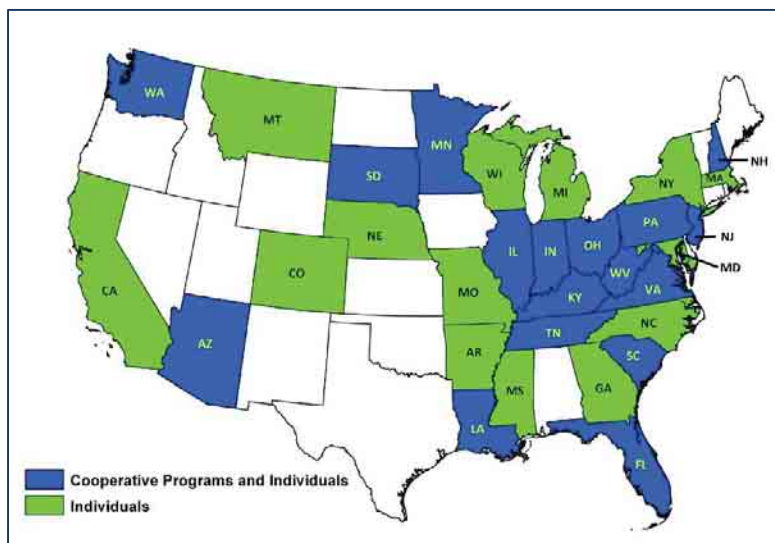 WA
MT
MN
NH
SD
WI
MI
NY
MA
NE
PA
NJ
IL
IN
OH
MD
CO
WV
CA
MO
KY
VA
AZ
TN
NC
AR
SC
MS
GA
LA
FL
Cooperative Programs and Individuals
Individuals